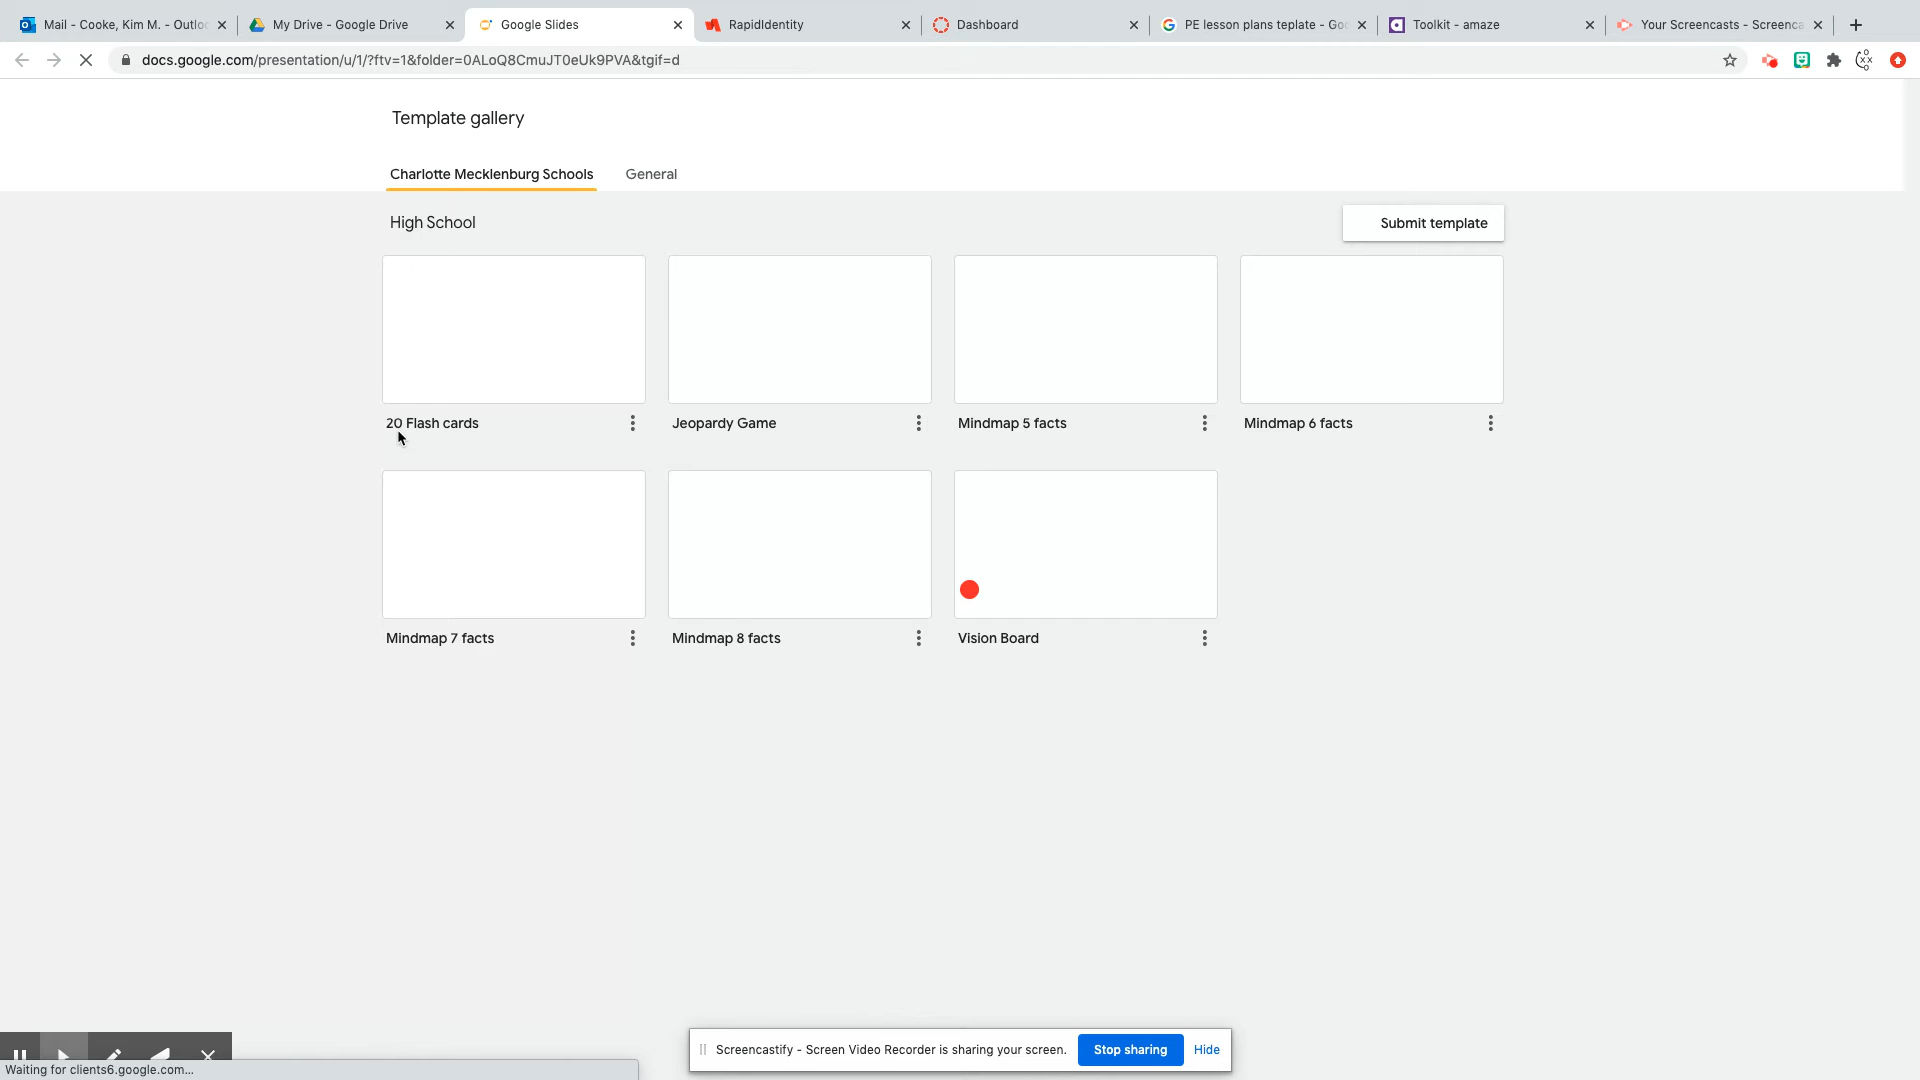 Mail - Cooke, Kim M. - Outloo
My Drive - Google Drive
Google Slides
RapidIdentity
Dashboard
PE lesson plans teplate - Goo
Toolkit - amaze
Your Screencasts - Screenca
docs.google.com/presentation/u/1/?ftv=1&folder=0ALoQ8CmuJT0eUk9PVA&tgif=d
Template gallery
Charlotte Mecklenburg Schools
General
High School
Submit template
20 Flash cards
Jeopardy Game
Mindmap 5 facts
Mindmap 6 facts
Mindmap 7 facts
Mindmap 8 facts
Vision Board
Screencastify - Screen Video Recorder is sharing your screen.
Stop sharing
Hide
Waiting for clients6.google.com...